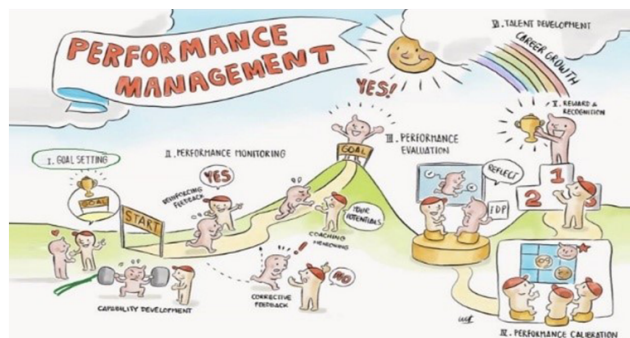 PERFORMANCE
MANAGEMENT
VI. TALENT DEVELOPMENT
CAREER GROWTH
YES!
V. REWARD &
RECOGNITION
I. GOAL SETTING
II. PERFORMANCE MONITORING
GOAL
III. PERFORMANCE
EVALUATION
YES
REINFORCING
FEEDBACK
REFLECT
1
2
3
GOAL
START
YOUR
POTENTIALS
IDP
COACHING
MENTORING
NO
CORRECTIVE
FEEDBACK
CAPABILITY DEVELOPMENT
IV. PERFORMANCE CALIBRATION